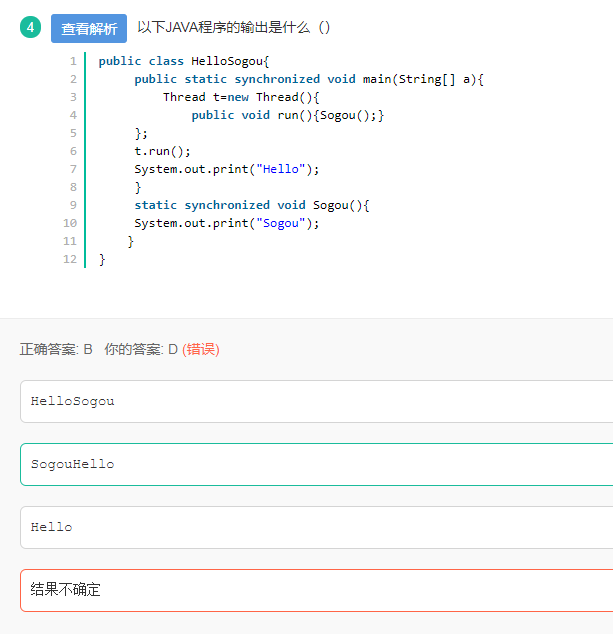 4 查看解析 以下JAVA程序的输出是什么（）
1 public class HelloSogou{
2 public static synchronized void main(String[] a){
3 Thread t=new Thread(){
4 public void run(){Sogou();}
5 };
6 t.run();
7 System.out.print("Hello");
8 }
9 static synchronized void Sogou(){
10 System.out.print("Sogou");
11 }
12 }
正确答案: B 你的答案: D (错误)
HelloSogou
SogouHello
Hello
结果不确定